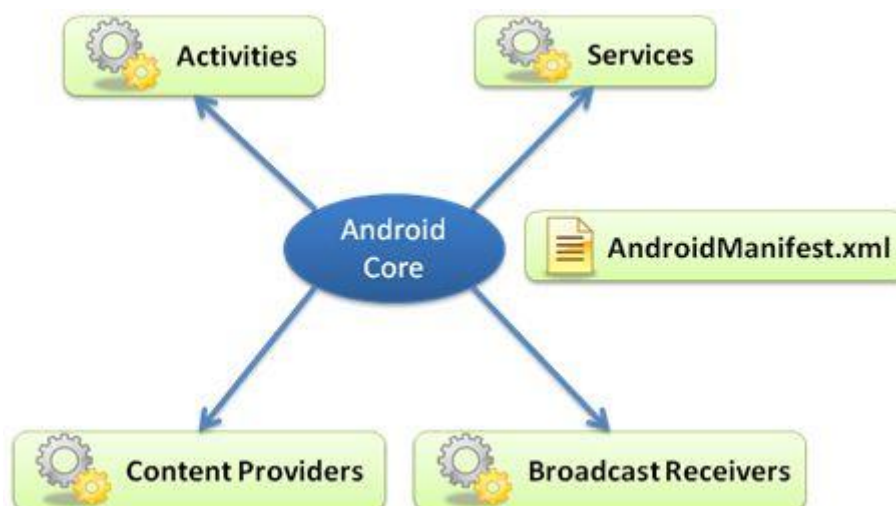 Activities
Services
Android
Core
AndroidManifest.xml
Content Providers
Broadcast Receivers